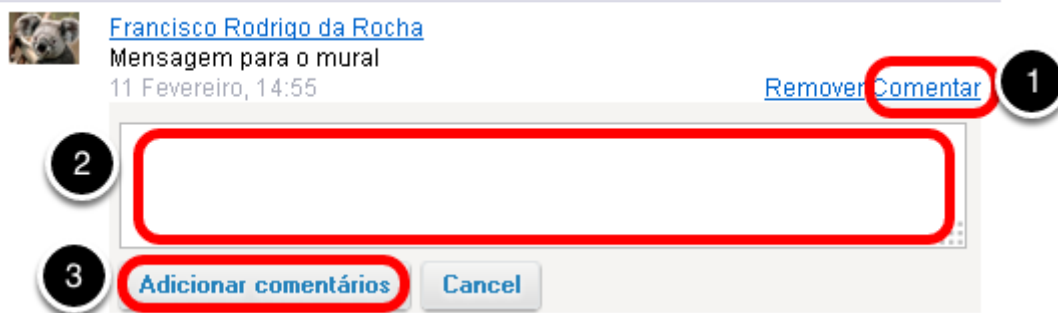 Francisco Rodrigo da Rocha
Mensagem para o mural
11 Fevereiro, 14:55
Remover Comentar 1
2
3 Adicionar comentários Cancel